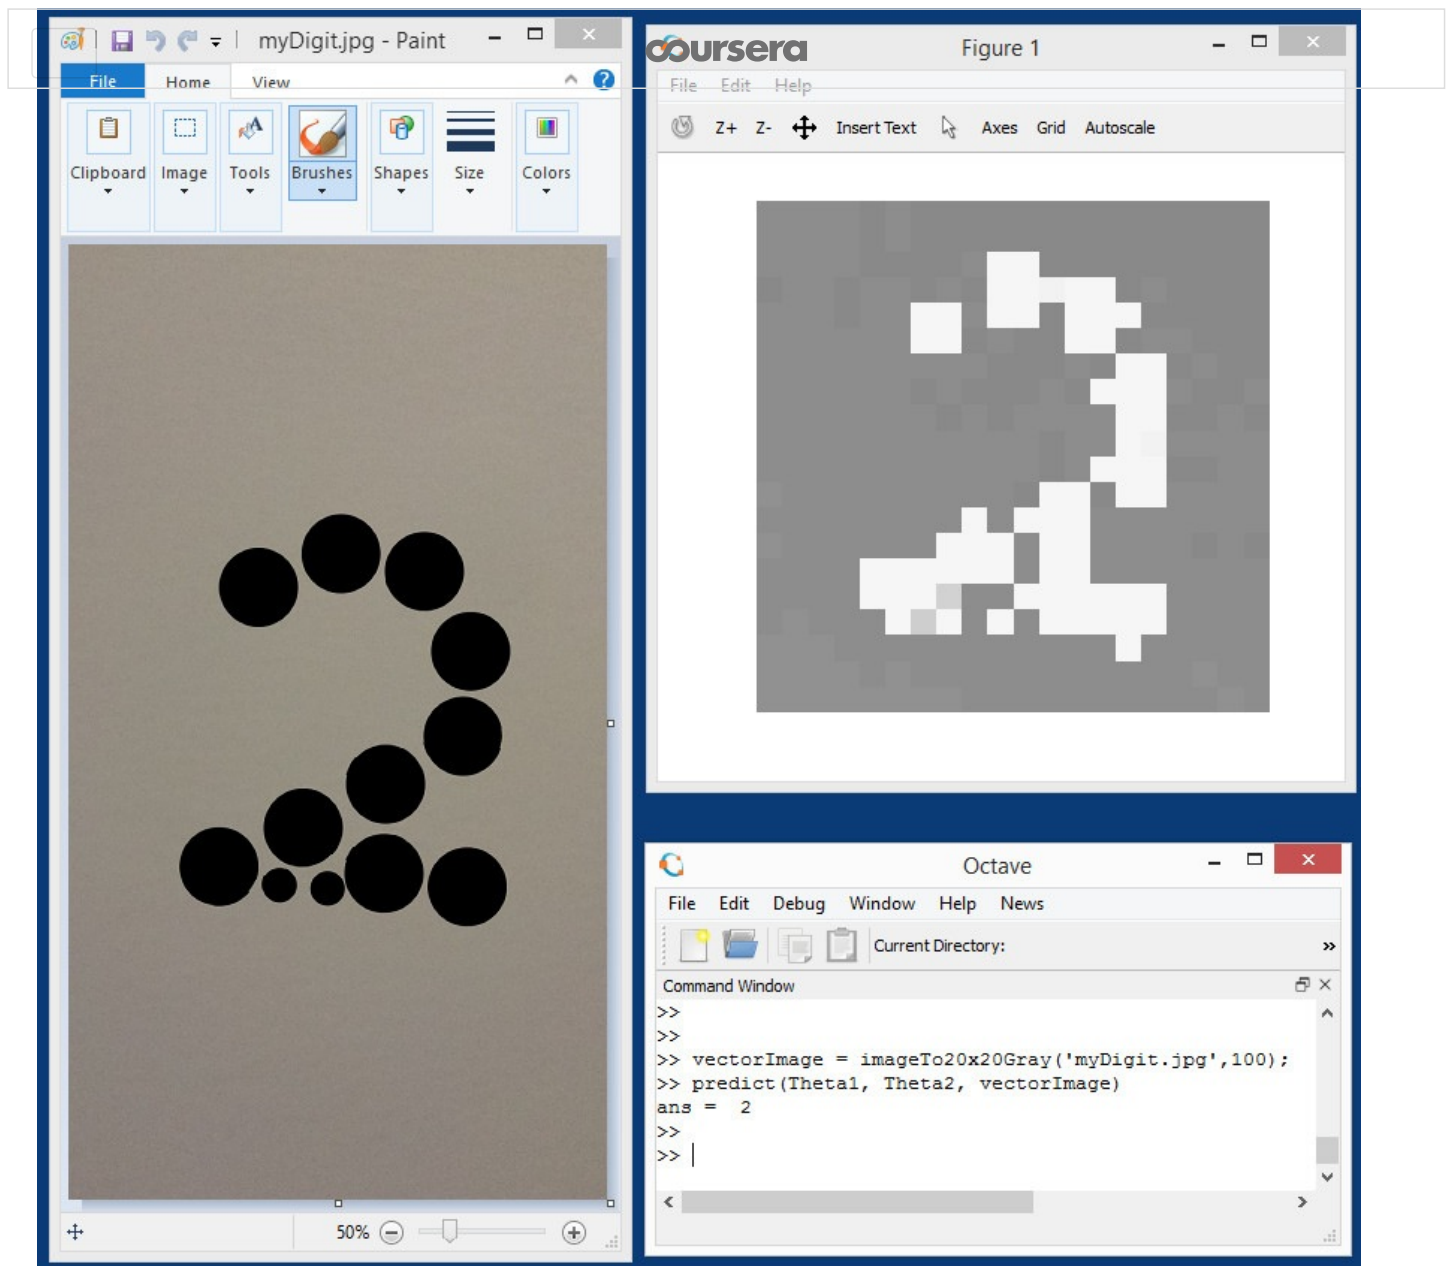 myDigit.jpg - Paint
File Home View
Clipboard Image Tools Brushes Shapes Size Colors
50%
coursera
Figure 1
File Edit Help
Z+ Z- Insert Text Axes Grid Autoscale
Octave
File Edit Debug Window Help News
Current Directory: »
Command Window
>>
>>
>> vectorImage = imageTo20x20Gray('myDigit.jpg',100);
>> predict(Theta1, Theta2, vectorImage)
ans = 2
>>
>>